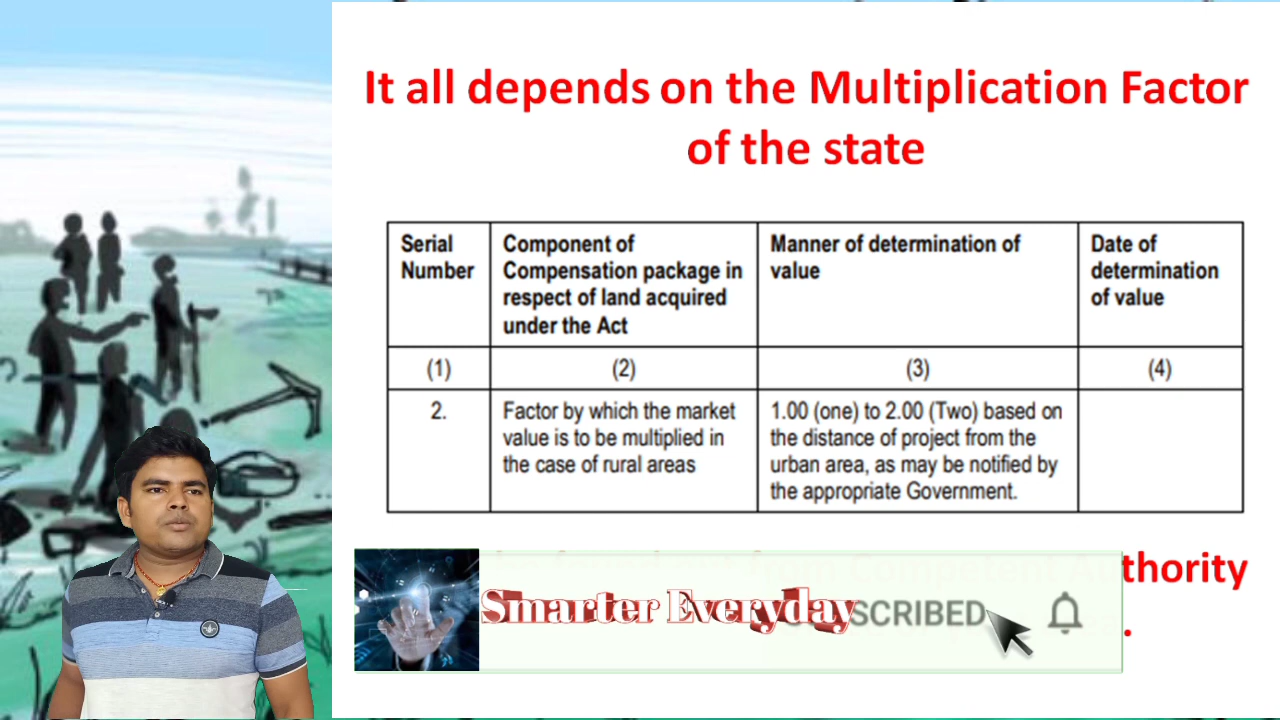 It all depends on the Multiplication Factor
of the state
Serial
Number
Component of
Compensation package in
respect of land acquired
under the Act
Manner of determination of
value
Date of
determination
of value
(1)
(2)
(3)
(4)
2.
Factor by which the market
value is to be multiplied in
the case of rural areas
1.00 (one) to 2.00 (Two) based on
the distance of project from the
urban area, as may be notified by
the appropriate Government.
from Competent Authority
Smarter Everyday
SCRIBED
.